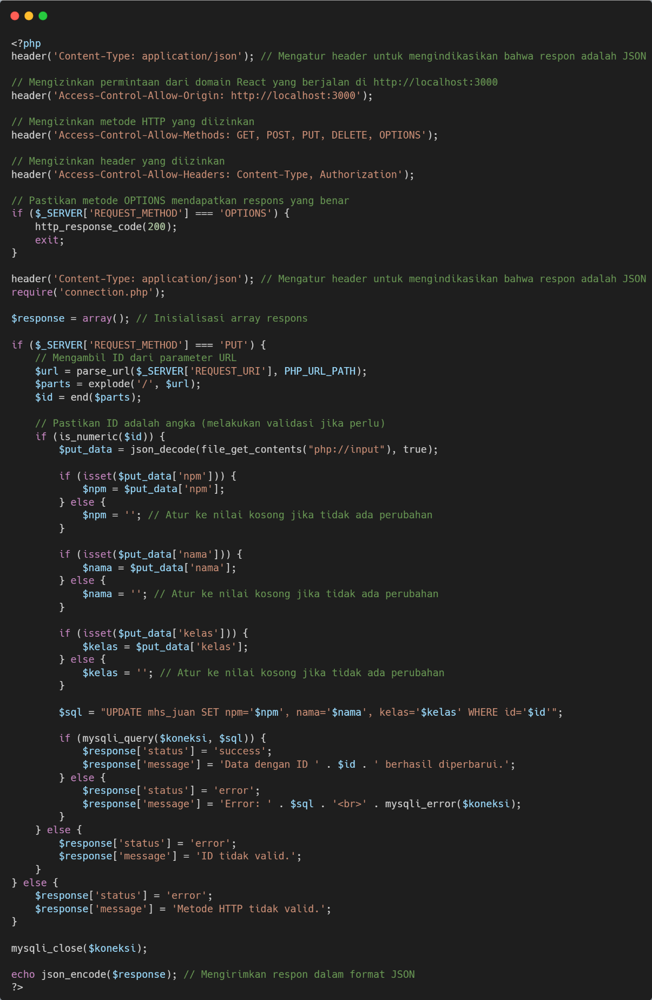 <?php
header('Content-Type: application/json'); // Mengatur header untuk mengindikasikan bahwa respon adalah JSON

// Mengizinkan permintaan dari domain React yang berjalan di http://localhost:3000
header('Access-Control-Allow-Origin: http://localhost:3000');

// Mengizinkan metode HTTP yang diizinkan
header('Access-Control-Allow-Methods: GET, POST, PUT, DELETE, OPTIONS');

// Mengizinkan header yang diizinkan
header('Access-Control-Allow-Headers: Content-Type, Authorization');

// Pastikan metode OPTIONS mendapatkan respons yang benar
if ($_SERVER['REQUEST_METHOD'] === 'OPTIONS') {
    http_response_code(200);
    exit;
}

header('Content-Type: application/json'); // Mengatur header untuk mengindikasikan bahwa respon adalah JSON
require('connection.php');

$response = array(); // Inisialisasi array respons

if ($_SERVER['REQUEST_METHOD'] === 'PUT') {
    // Mengambil ID dari parameter URL
    $url = parse_url($_SERVER['REQUEST_URI'], PHP_URL_PATH);
    $parts = explode('/', $url);
    $id = end($parts);

    // Pastikan ID adalah angka (melakukan validasi jika perlu)
    if (is_numeric($id)) {
        $put_data = json_decode(file_get_contents("php://input"), true);

        if (isset($put_data['npm'])) {
            $npm = $put_data['npm'];
        } else {
            $npm = ''; // Atur ke nilai kosong jika tidak ada perubahan
        }

        if (isset($put_data['nama'])) {
            $nama = $put_data['nama'];
        } else {
            $nama = ''; // Atur ke nilai kosong jika tidak ada perubahan
        }

        if (isset($put_data['kelas'])) {
            $kelas = $put_data['kelas'];
        } else {
            $kelas = ''; // Atur ke nilai kosong jika tidak ada perubahan
        }

        $sql = "UPDATE mhs_juan SET npm='$npm', nama='$nama', kelas='$kelas' WHERE id='$id'";

        if (mysqli_query($koneksi, $sql)) {
            $response['status'] = 'success';
            $response['message'] = 'Data dengan ID ' . $id . ' berhasil diperbarui.';
        } else {
            $response['status'] = 'error';
            $response['message'] = 'Error: ' . $sql . '<br>' . mysqli_error($koneksi);
        }
    } else {
        $response['status'] = 'error';
        $response['message'] = 'ID tidak valid.';
    }
} else {
    $response['status'] = 'error';
    $response['message'] = 'Metode HTTP tidak valid.';
}

mysqli_close($koneksi);

echo json_encode($response); // Mengirimkan respon dalam format JSON
?>